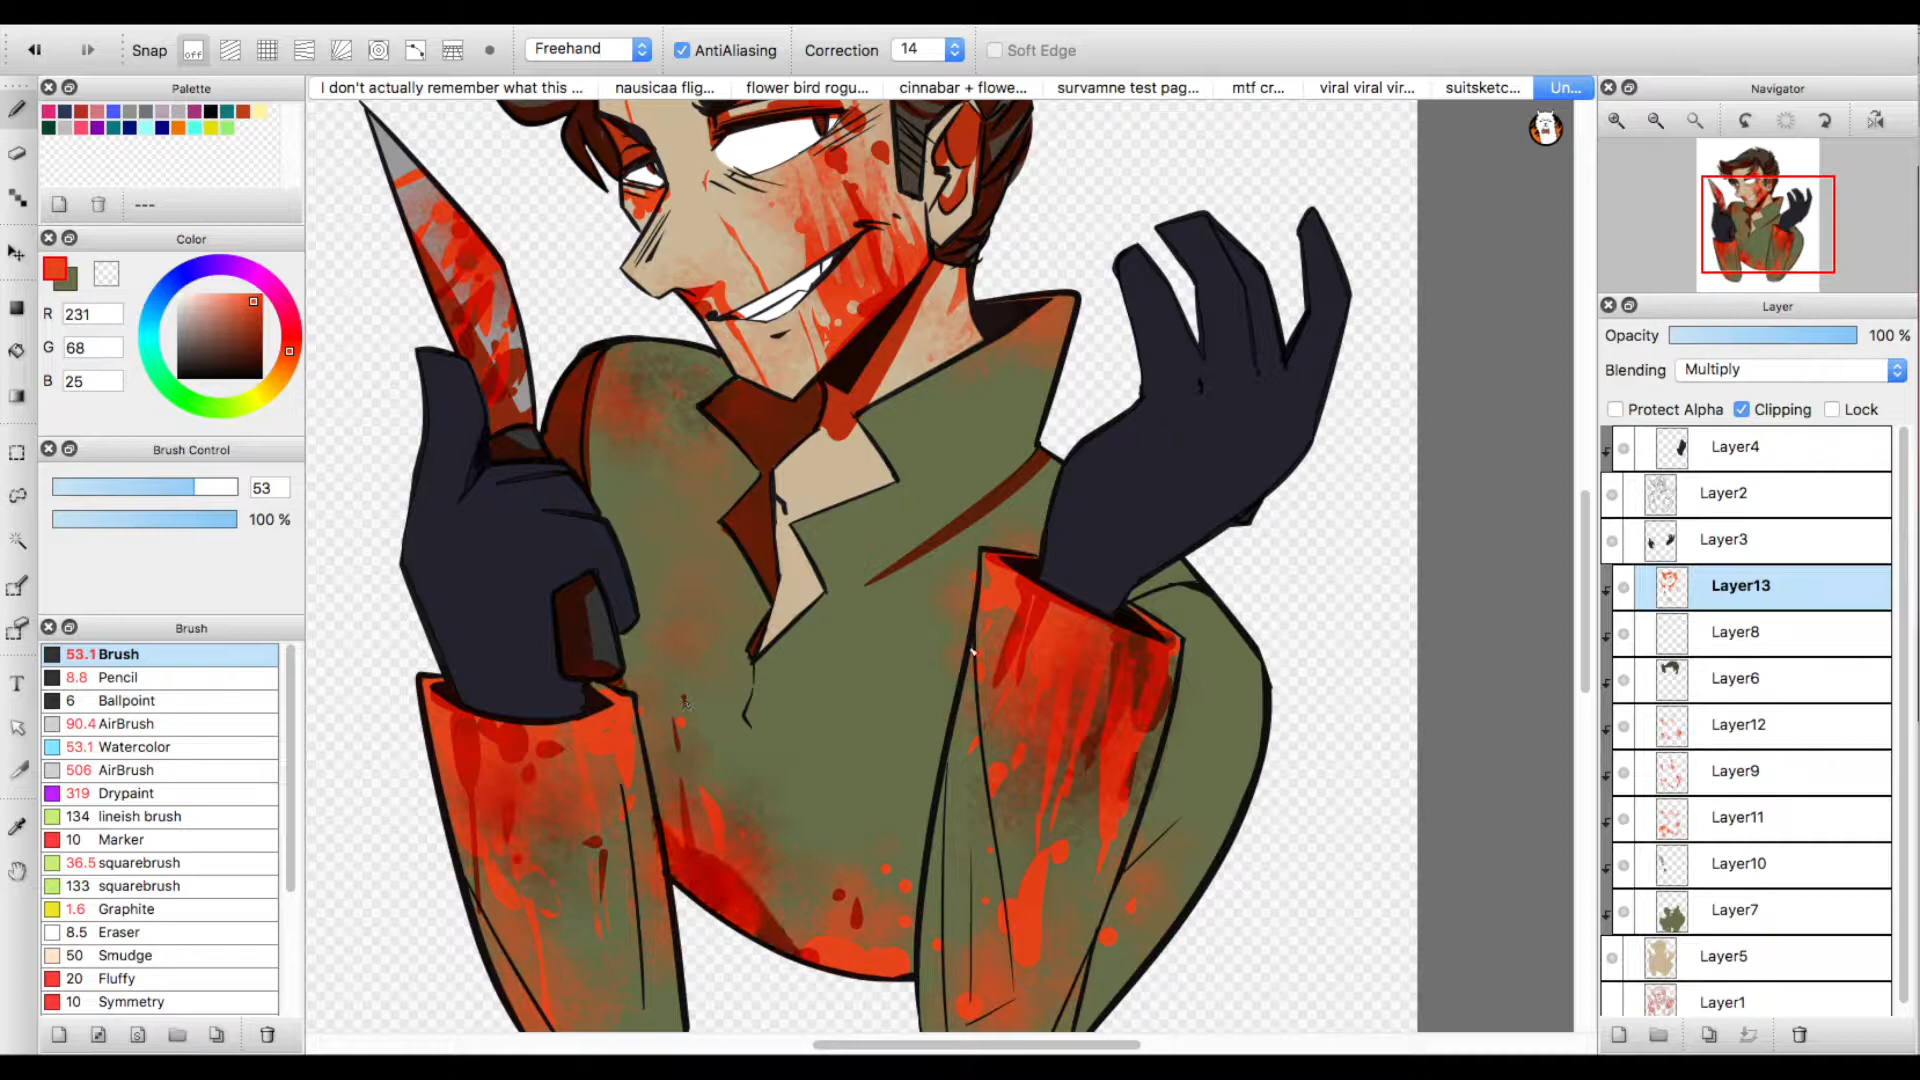 Snap
off
Freehand
AntiAliasing
Correction
14
Soft Edge
Palette
---
Color
R 231
G 68
B 25
Brush Control
53
100 %
Brush
53.1 Brush
8.8 Pencil
6 Ballpoint
90.4 AirBrush
53.1 Watercolor
506 AirBrush
319 Drypaint
134 lineish brush
10 Marker
36.5 squarebrush
133 squarebrush
1.6 Graphite
8.5 Eraser
50 Smudge
20 Fluffy
10 Symmetry
T
I don't actually remember what this ...
nausicaa flig...
flower bird rogu...
cinnabar + flowe...
survamne test pag...
mtf cr...
viral viral vir...
suitsketc...
Un...
Navigator
Layer
Opacity 100 %
Blending Multiply
Protect Alpha Clipping Lock
Layer4
Layer2
Layer3
Layer13
Layer8
Layer6
Layer12
Layer9
Layer11
Layer10
Layer7
Layer5
Layer1